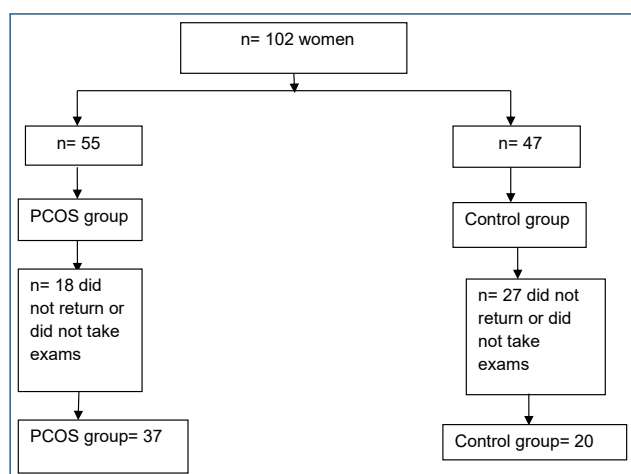 n= 102 women
n= 55
n= 47
PCOS group
Control group
n= 18 did
not return or
did not take
exams
n= 27 did not
return or did
not take
exams
PCOS group= 37
Control group= 20